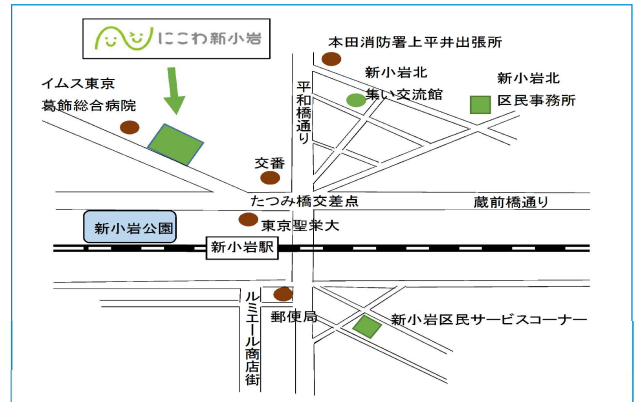 にこわ新小岩
本田消防署上平井出張所
イムス東京
葛飾総合病院
平和橋通り
新小岩北
集い交流館
新小岩北
区民事務所
交番
たつみ橋交差点
蔵前橋通り
新小岩公園
東京聖栄大
新小岩駅
ルミエール商店街
郵便局
新小岩区民サービスコーナー